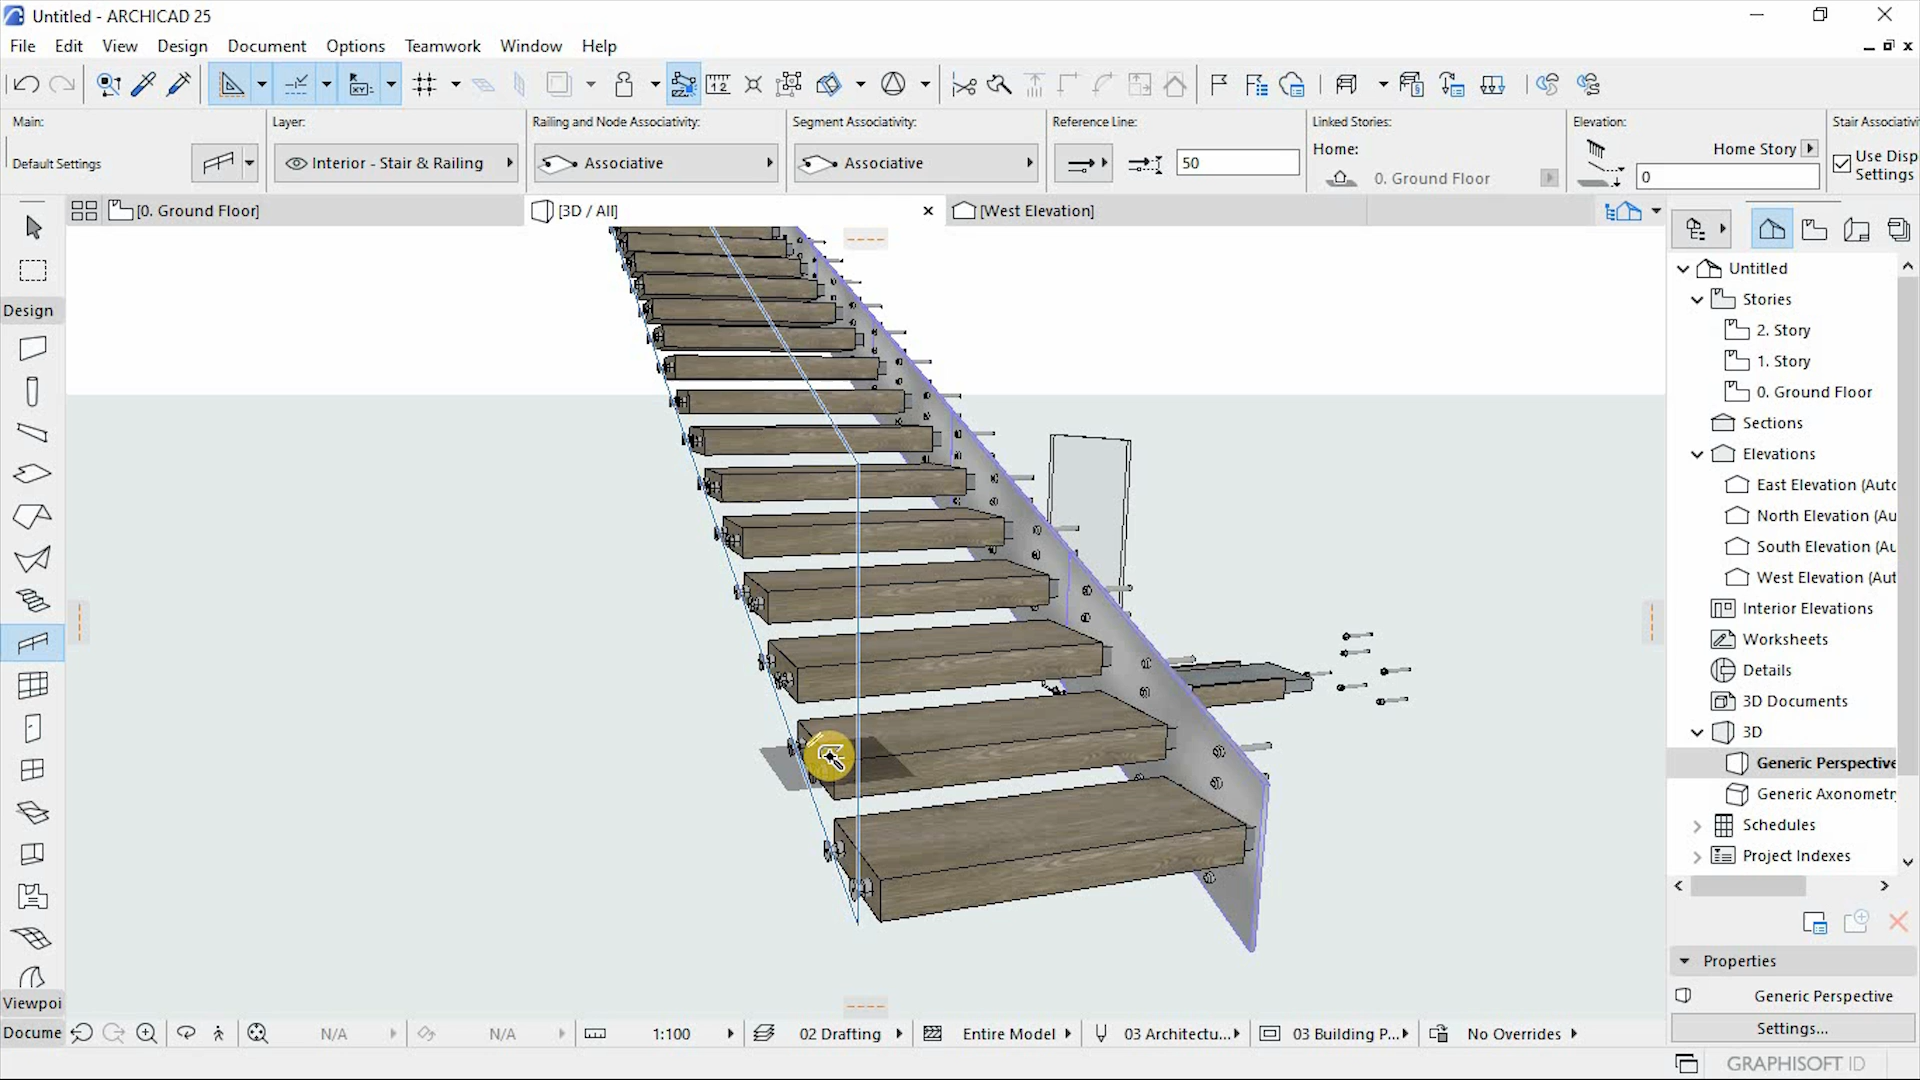 Untitled - ARCHICAD 25
File Edit View Design Document Options Teamwork Window Help
Main: Layer: Railing and Node Associativity: Segment Associativity: Reference Line: Linked Stories: Elevation: Stair Associativi
Default Settings Interior - Stair & Railing Associative Associative 50 Home: 0. Ground Floor Home Story 0 Use Disp Settings
[0. Ground Floor] [3D / All] [West Elevation]
Design
Viewpoi
Docume
Untitled
Stories
2. Story
1. Story
0. Ground Floor
Sections
Elevations
East Elevation (Auto
North Elevation (Au
South Elevation (Au
West Elevation (Aut
Interior Elevations
Worksheets
Details
3D Documents
3D
Generic Perspective
Generic Axonometr
Schedules
Project Indexes
Properties
Generic Perspective
Settings...
N/A N/A 1:100 02 Drafting Entire Model 03 Architectu... 03 Building P... No Overrides
GRAPHISOFT ID